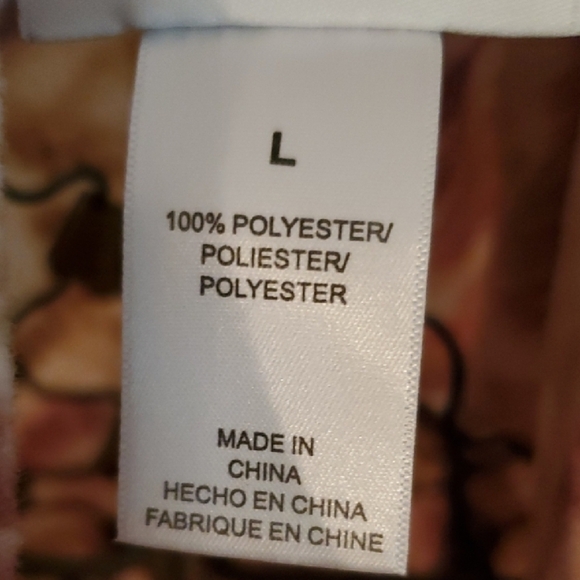 L
100% POLYESTER/
POLIESTER/
POLYESTER
MADE IN
CHINA
HECHO EN CHINA
FABRIQUE EN CHINE